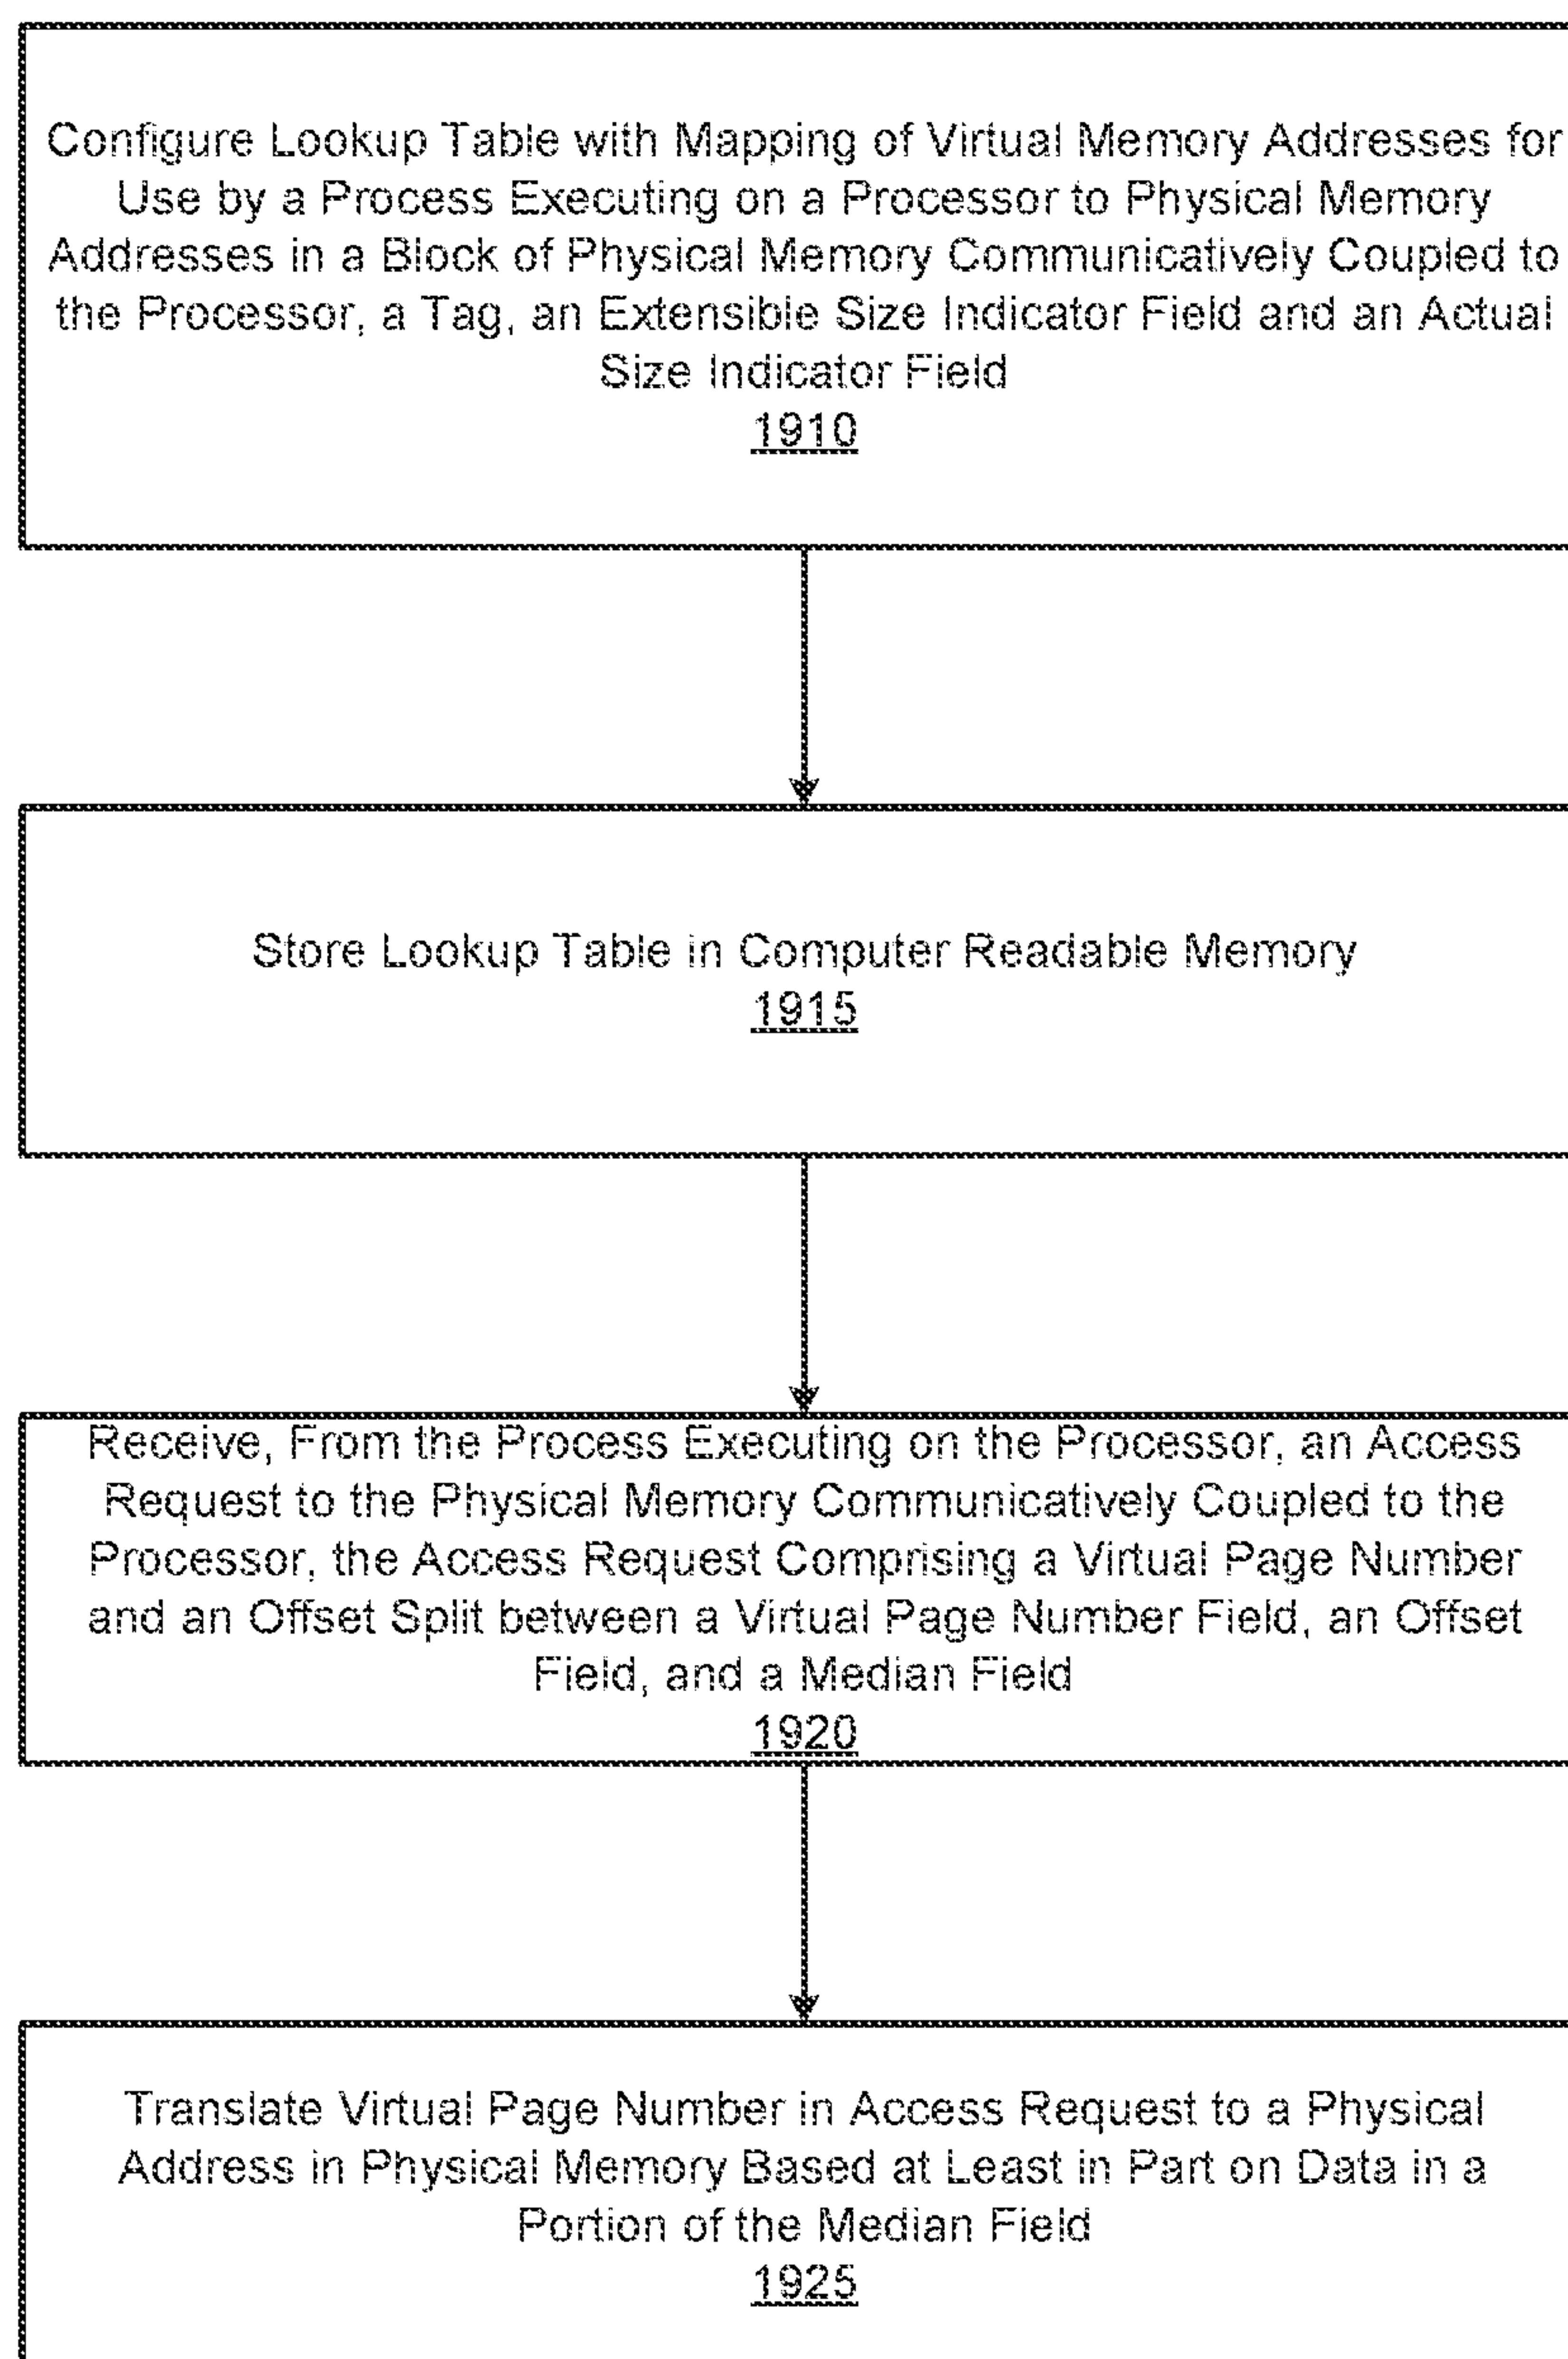 Configure Lookup Table with Mapping of Virtual Memory Addresses for
Use by a Process Executing on a Processor to Physical Memory
Addresses in a Block of Physical Memory Communicatively Coupled to
the Processor, a Tag, an Extensible Size Indicator Field and an Actual
Size Indicator Field
1910
Store Lookup Table in Computer Readable Memory
1915
Receive, From the Process Executing on the Processor, an Access
Request to the Physical Memory Communicatively Coupled to the
Processor, the Access Request Comprising a Virtual Page Number
and an Offset Split between a Virtual Page Number Field, an Offset
Field, and a Median Field
1920
Translate Virtual Page Number in Access Request to a Physical
Address in Physical Memory Based at Least in Part on Data in a
Portion of the Median Field
1925